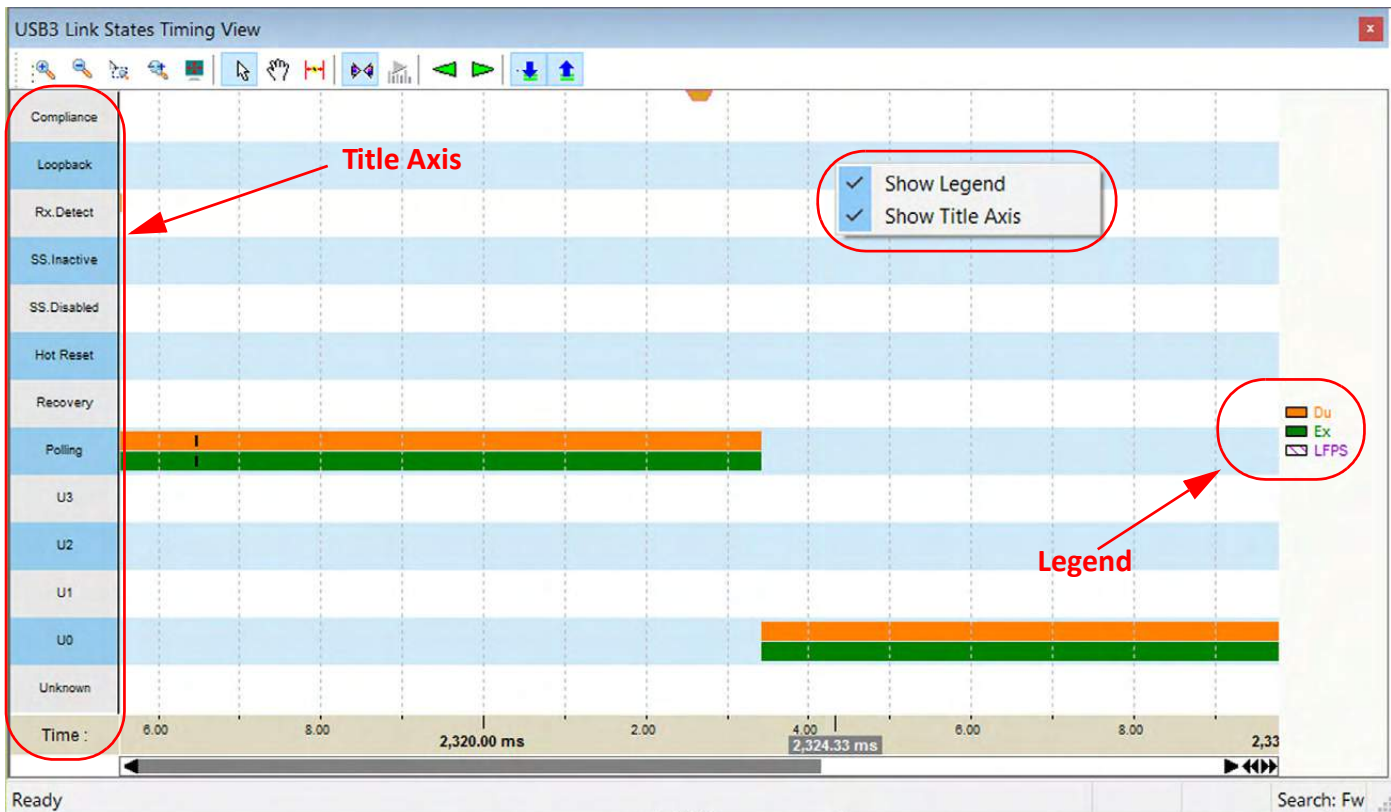 USB3 Link States Timing View
Compliance
Loopback
Title Axis
Show Legend
Rx.Detect
Show Title Axis
SS.Inactive
SS.Disabled
Hot Reset
Recovery
Du
Ex
Polling
LFPS
U3
U2
Legend
U1
U0
Unknown
Time :
6.00 8.00 2,320.00 ms 2.00 4.00 6.00 8.00 2,33
2,324.33 ms
Ready
Search: Fw